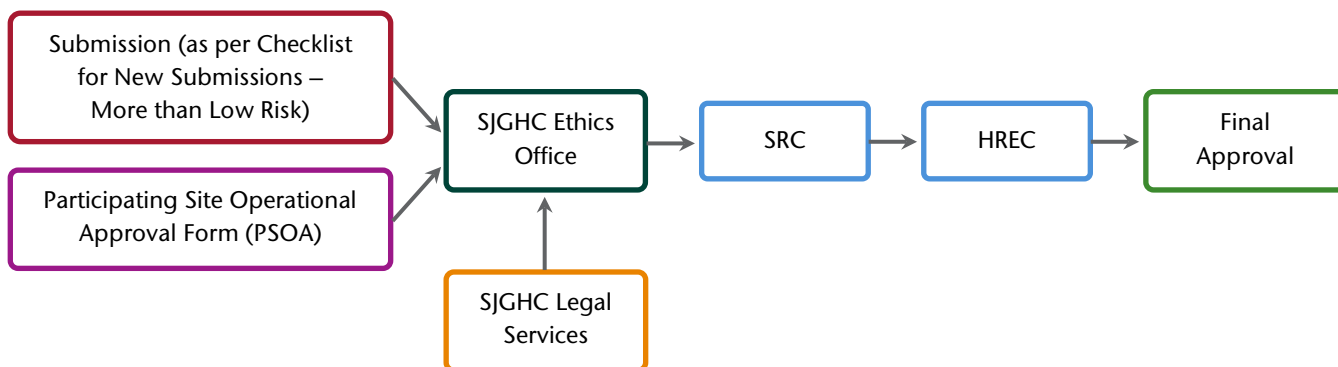 Submission (as per Checklist
for New Submissions –
More than Low Risk)
Participating Site Operational
Approval Form (PSOA)
SJGHC Ethics
Office
SJGHC Legal
Services
SRC
HREC
Final
Approval